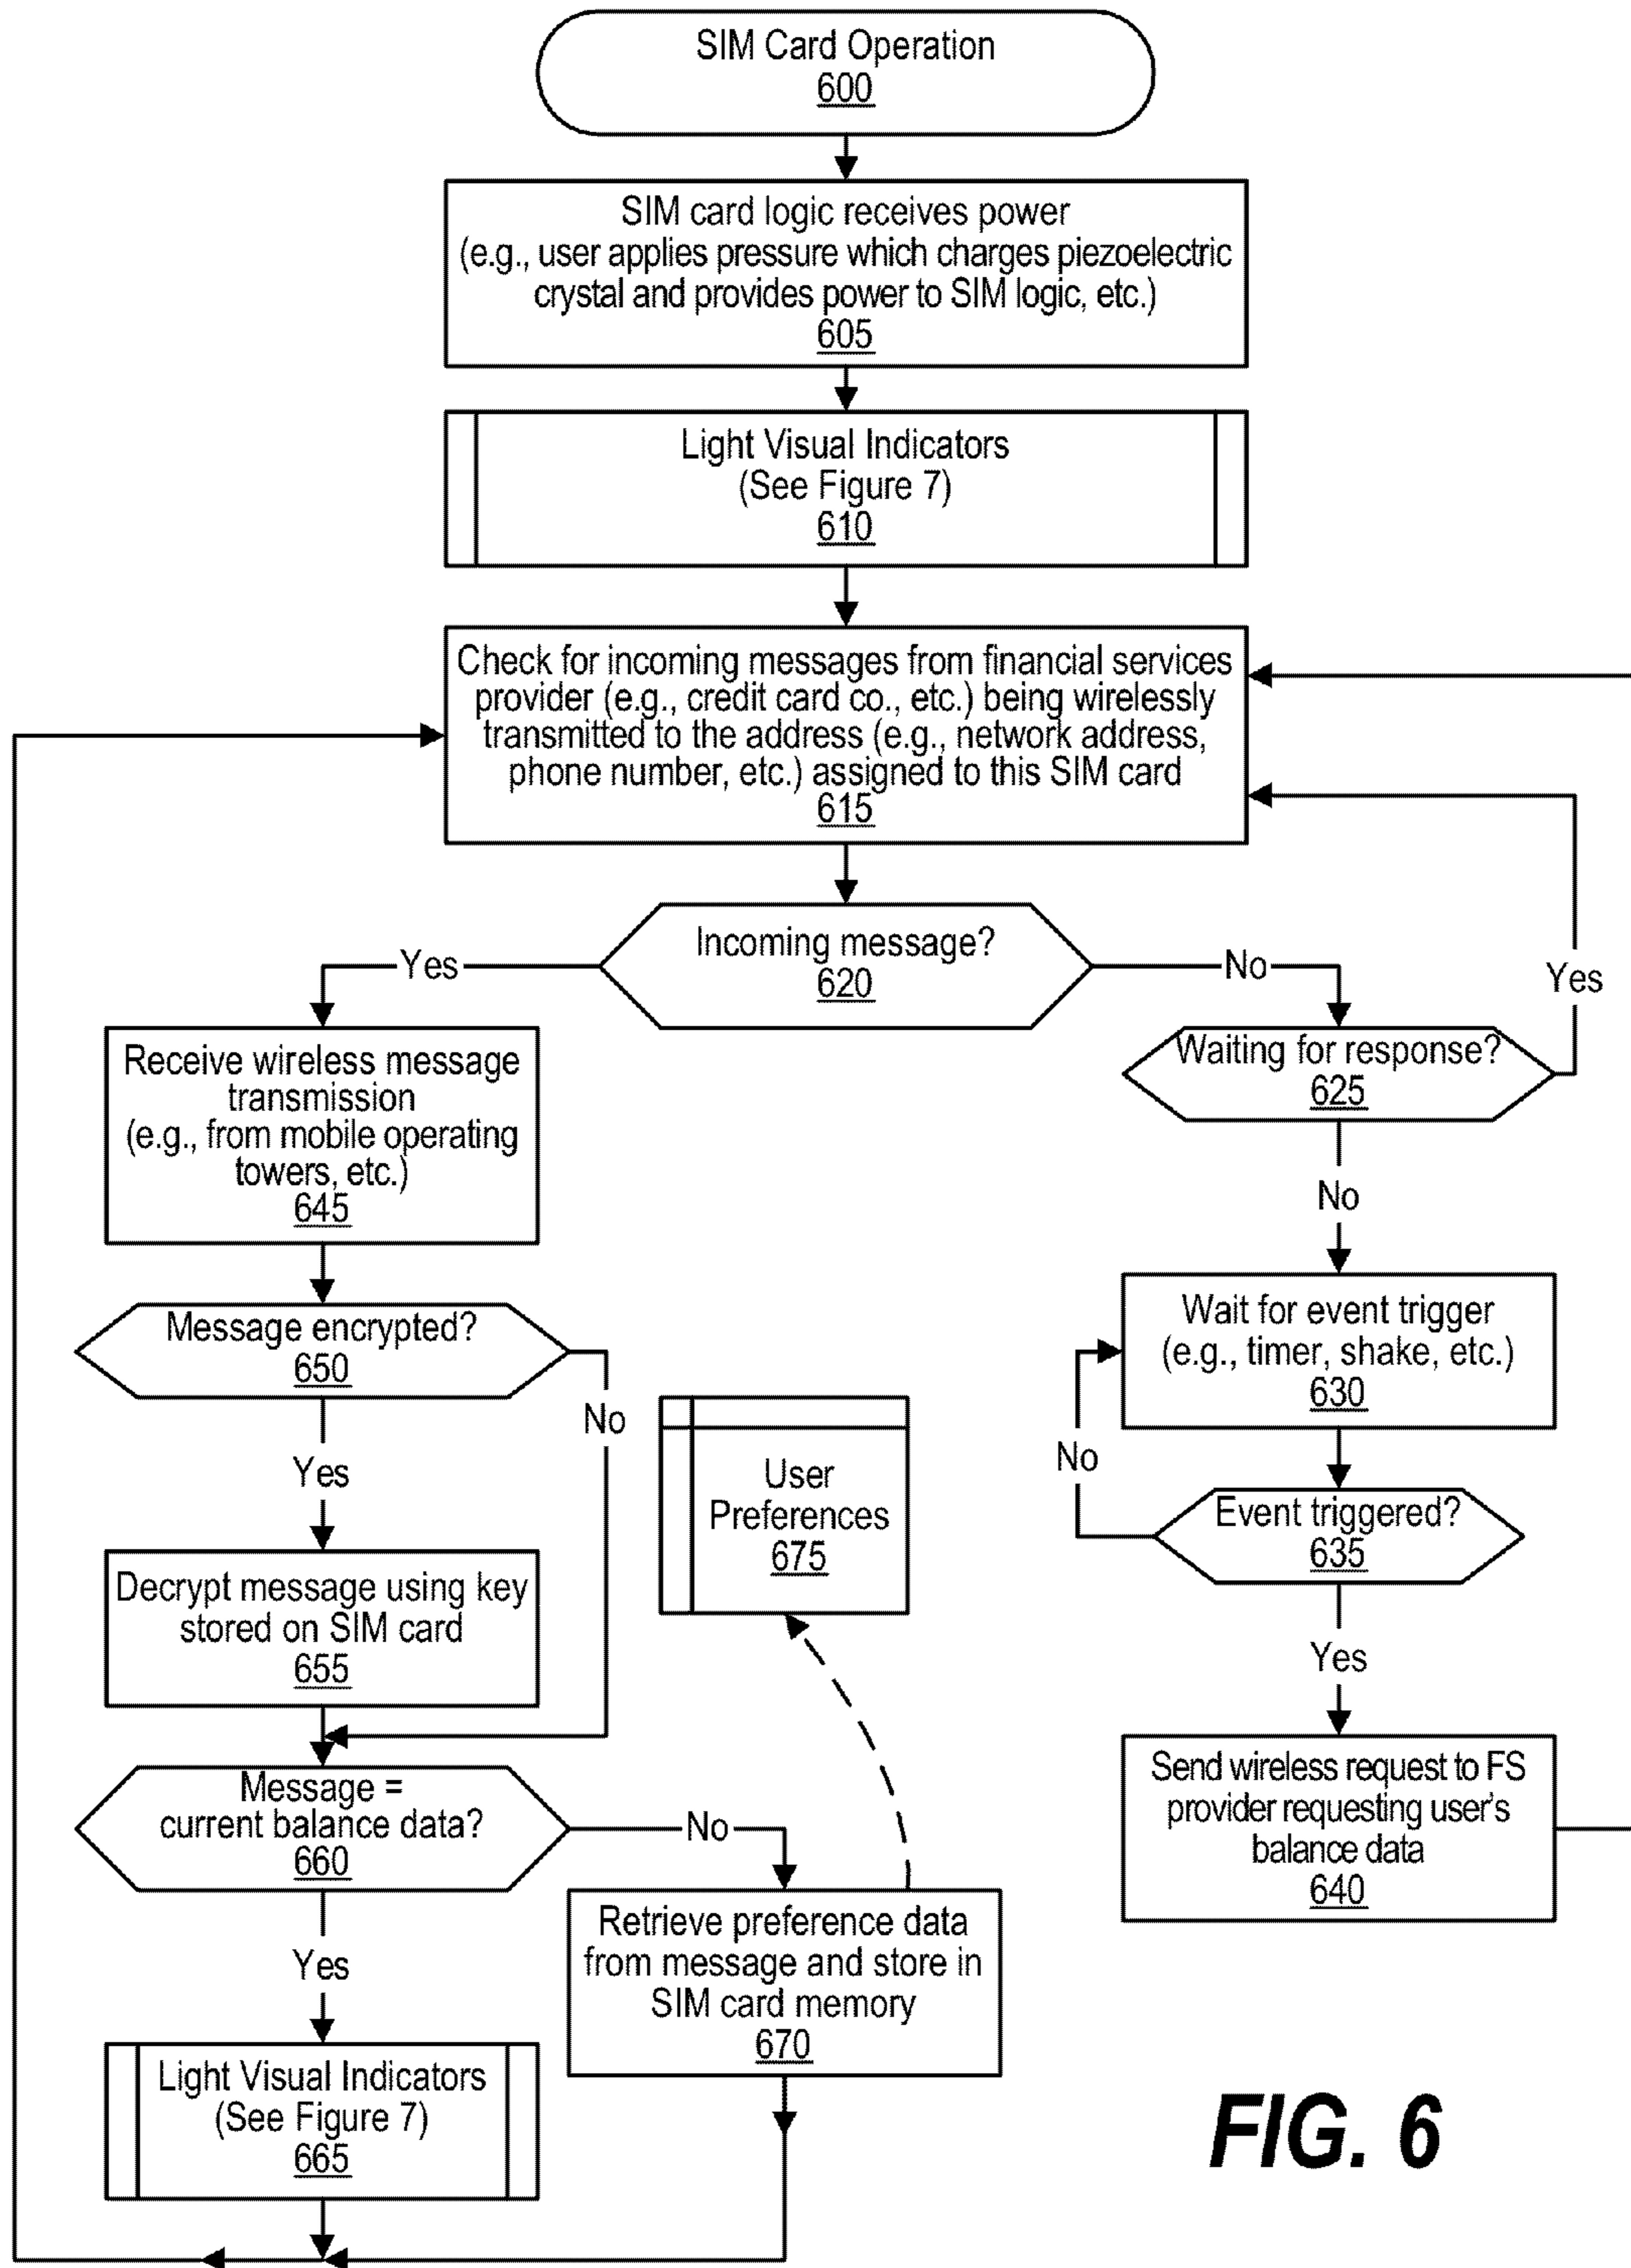 SIM Card Operation
600
SIM card logic receives power
(e.g., user applies pressure which charges piezoelectric
crystal and provides power to SIM logic, etc.)
605
Light Visual Indicators
(See Figure 7)
610
Check for incoming messages from financial services
provider (e.g., credit card co., etc.) being wirelessly
transmitted to the address (e.g., network address,
phone number, etc.) assigned to this SIM card
615
Incoming message?
620
Yes
No
Yes
Receive wireless message
transmission
(e.g., from mobile operating
towers, etc.)
645
Waiting for response?
625
No
Message encrypted?
650
No
Yes
Wait for event trigger
(e.g., timer, shake, etc.)
630
No
User
Preferences
675
Event triggered?
635
Yes
Decrypt message using key
stored on SIM card
655
Message =
current balance data?
660
No
Yes
Send wireless request to FS
provider requesting user's
balance data
640
Retrieve preference data
from message and store in
SIM card memory
670
Light Visual Indicators
(See Figure 7)
665
FIG. 6